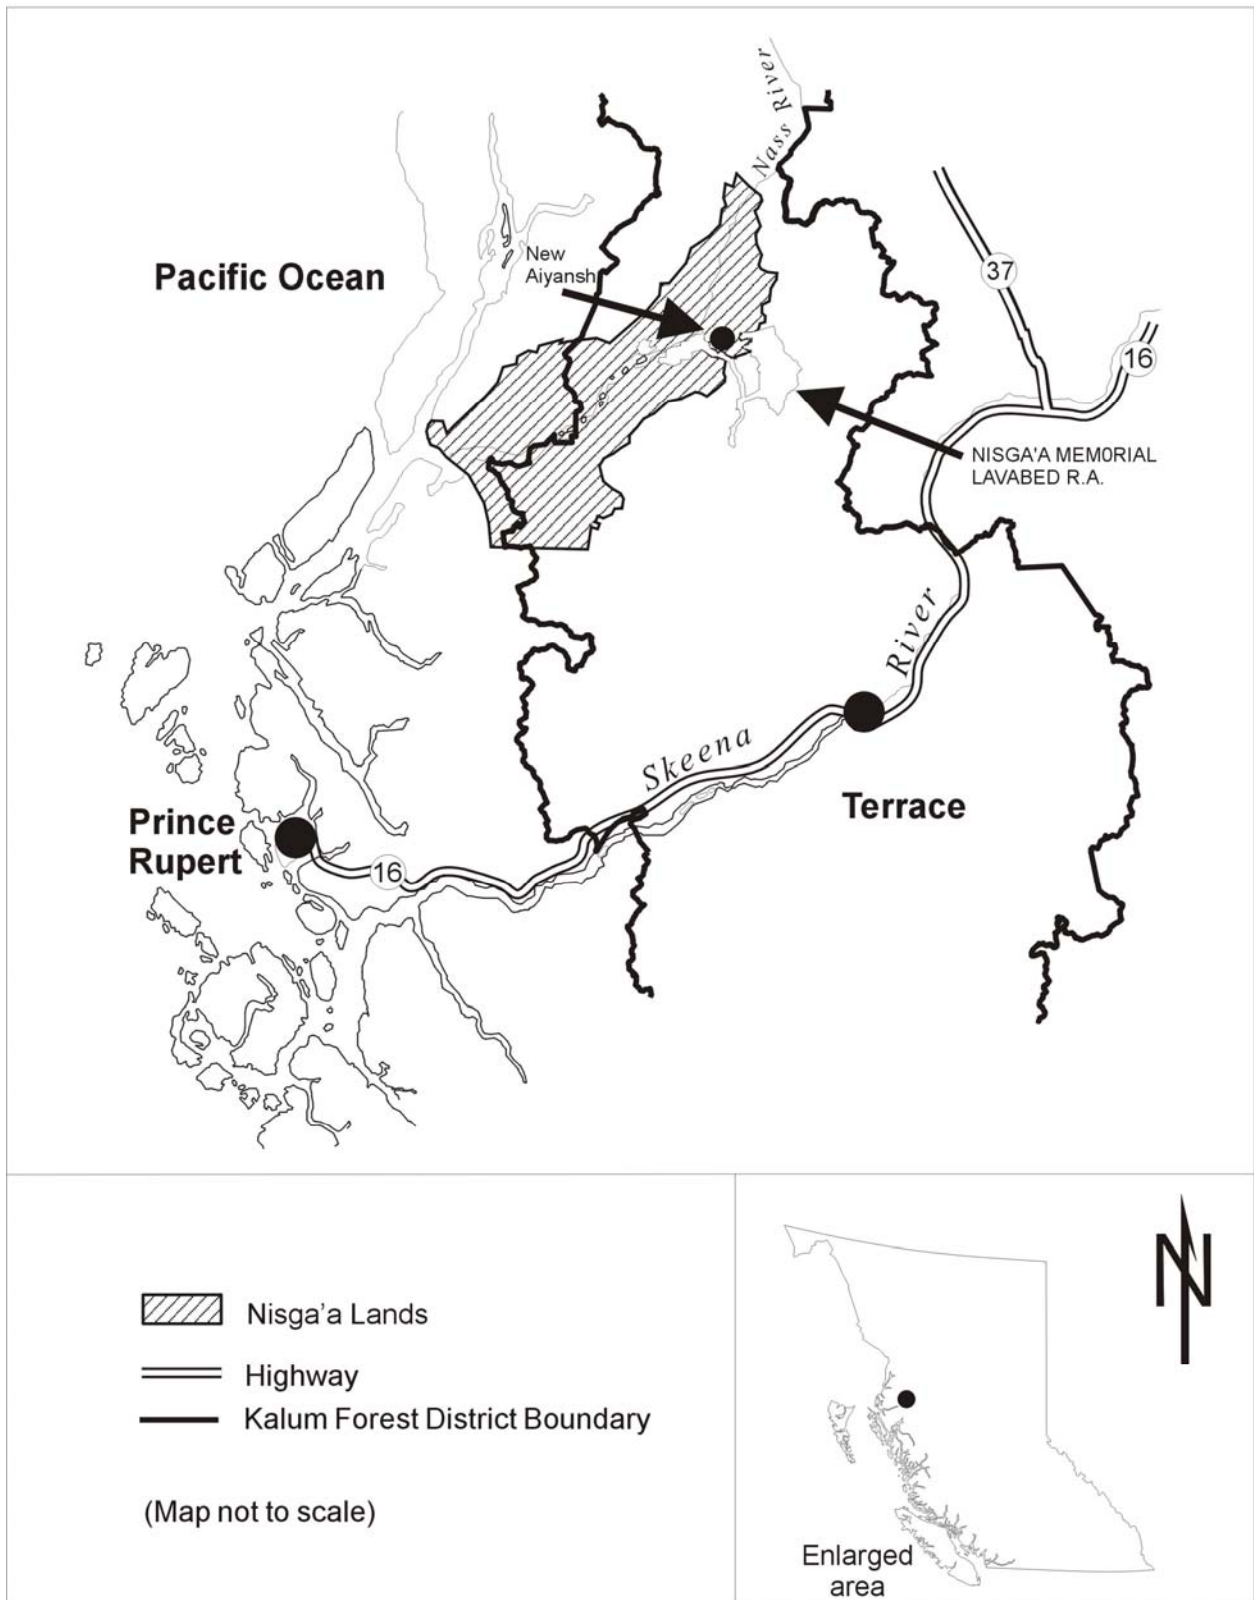 Nass River
Pacific Ocean
New
Aiyansh
37
16
NISGA'A MEMORIAL
LAVABED R.A.
River
Skeena
Terrace
Prince
Rupert
16
Nisga'a Lands
Highway
Kalum Forest District Boundary
(Map not to scale)
N
Enlarged
area